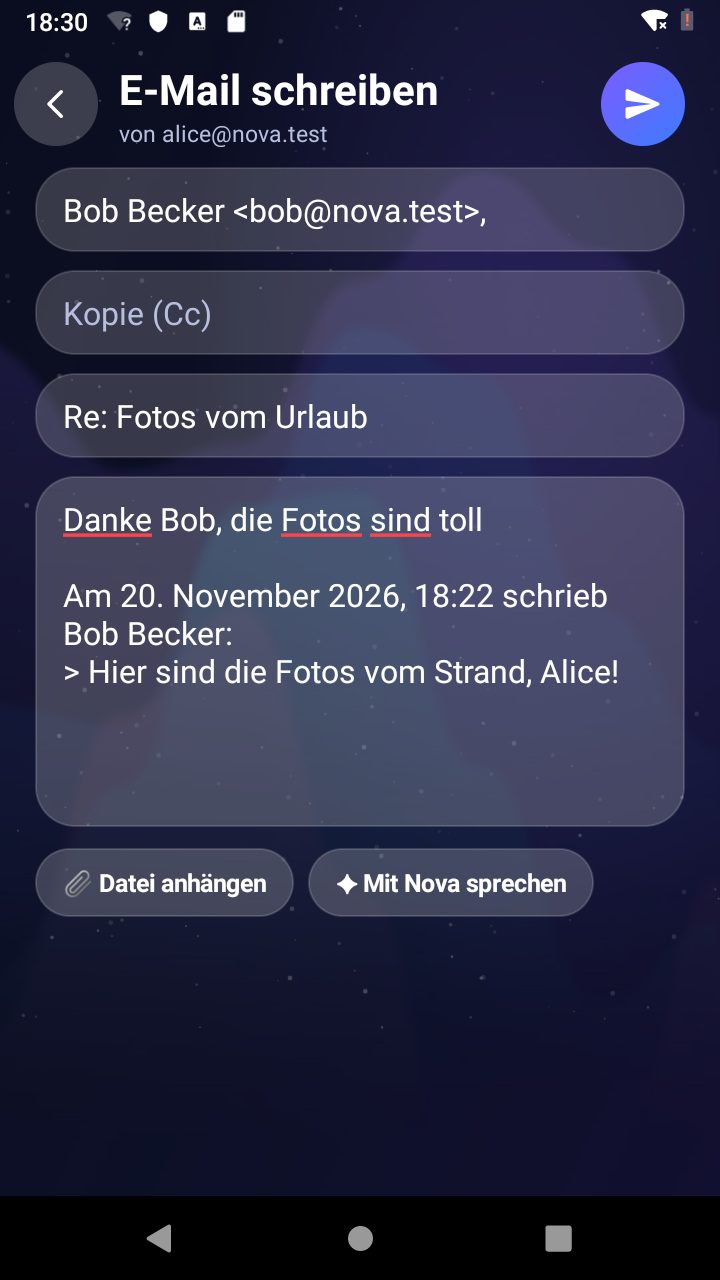 18:30
E-Mail schreiben
von alice@nova.test
Bob Becker <bob@nova.test>,
Kopie (Cc)
Re: Fotos vom Urlaub
Danke Bob, die Fotos sind toll
Am 20. November 2026, 18:22 schrieb
Bob Becker:
> Hier sind die Fotos vom Strand, Alice!
Datei anhängen
Mit Nova sprechen